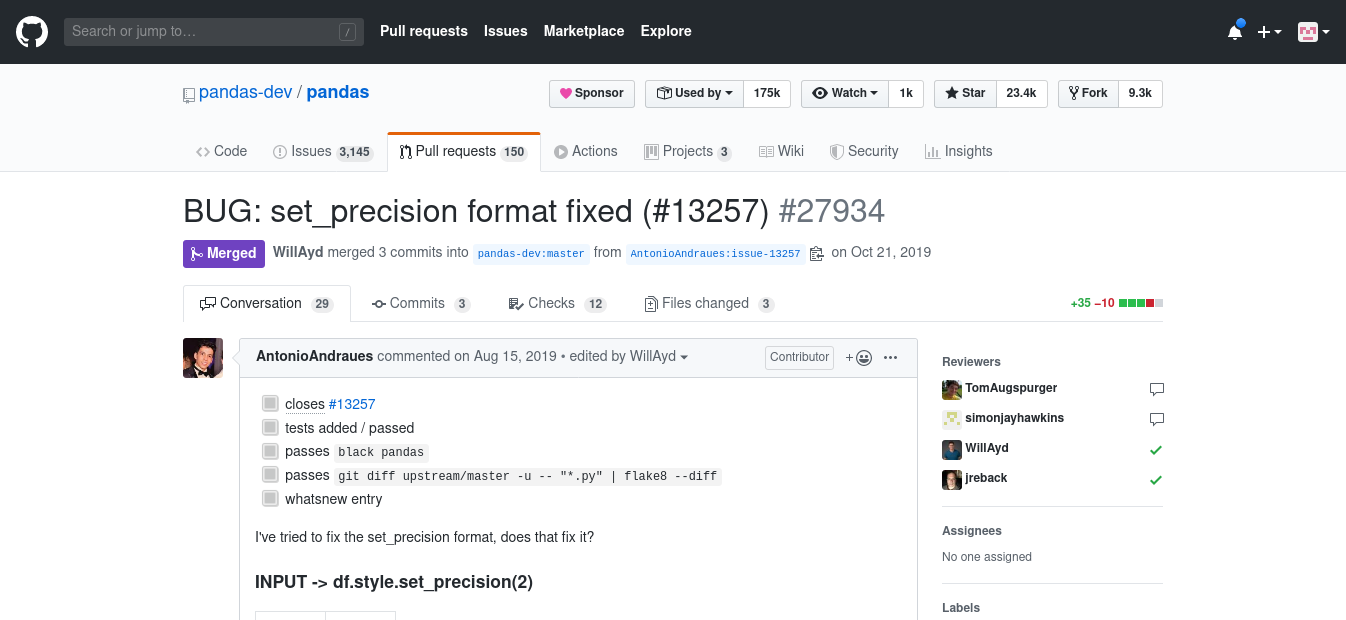 Search or jump to… / Pull requests Issues Marketplace Explore
pandas-dev / pandas Sponsor Used by 175k Watch 1k Star 23.4k Fork 9.3k
Code Issues 3,145 Pull requests 150 Actions Projects 3 Wiki Security Insights
BUG: set_precision format fixed (#13257) #27934
Merged WillAyd merged 3 commits into pandas-dev:master from AntonioAndraues:issue-13257 on Oct 21, 2019
Conversation 29 Commits 3 Checks 12 Files changed 3 +35 −10
AntonioAndraues commented on Aug 15, 2019 • edited by WillAyd Contributor +
closes #13257
tests added / passed
passes black pandas
passes git diff upstream/master -u -- "*.py" | flake8 --diff
whatsnew entry
I've tried to fix the set_precision format, does that fix it?
INPUT -> df.style.set_precision(2)
Reviewers
TomAugspurger
simonjayhawkins
WillAyd
jreback
Assignees
No one assigned
Labels